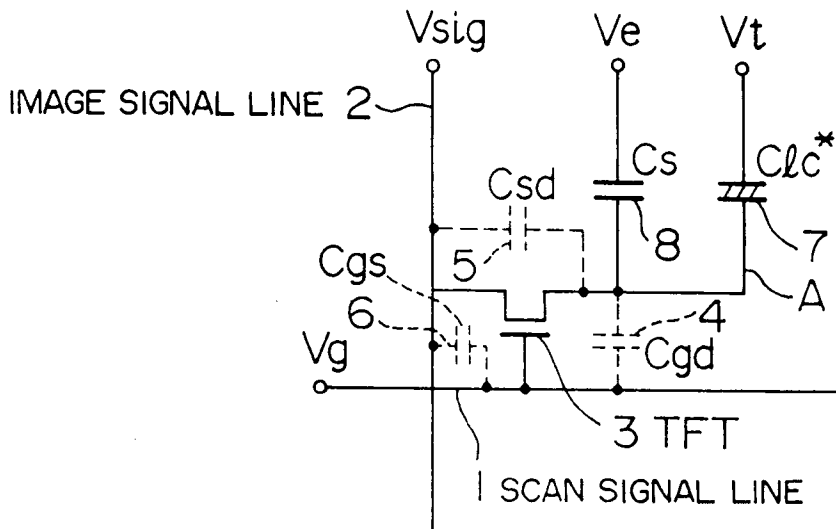 Vsig Ve Vt
IMAGE SIGNAL LINE 2
Cs Cℓc*
Csd
5 8 7
Cgs
6 4 A
Vg Cgd
3 TFT
1 SCAN SIGNAL LINE